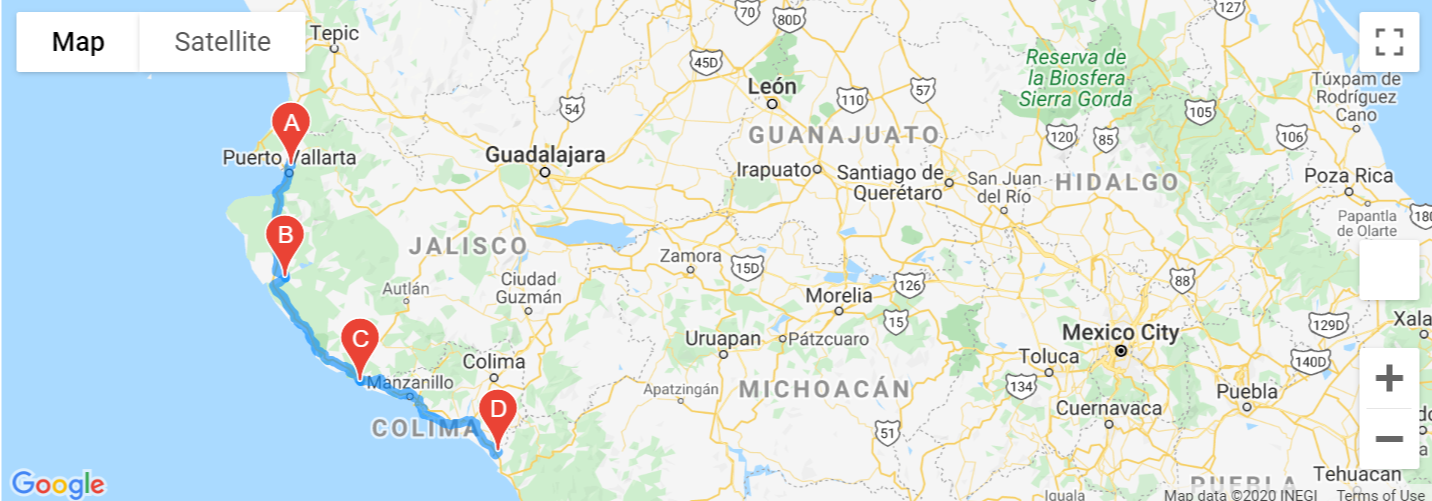 Map
Satellite
Tepic
70
80D
127
45D
León
Reserva de
la Biosfera
Sierra Gorda
57
110
54
Túxpam de
Rodríguez
Cano
105
A
GUANAJUATO
120
85
106
Puerto Vallarta
Guadalajara
Irapuato
Santiago de
Querétaro
San Juan
del Río
HIDALGO
Poza Rica
Papantla
de Olarte
180
B
JALISCO
Zamora
15D
Ciudad
Guzmán
Autlán
126
88
Morelia
15
C
Uruapan
Pátzcuaro
Mexico City
129D
Xala
Colima
Toluca
140D
Manzanillo
Apatzingán
MICHOACÁN
134
Puebla
D
Cuernavaca
COLIMA
51
Google
PUEBLA
Tehuacán
Iguala
Map data ©2020 INEGI
Terms of Use